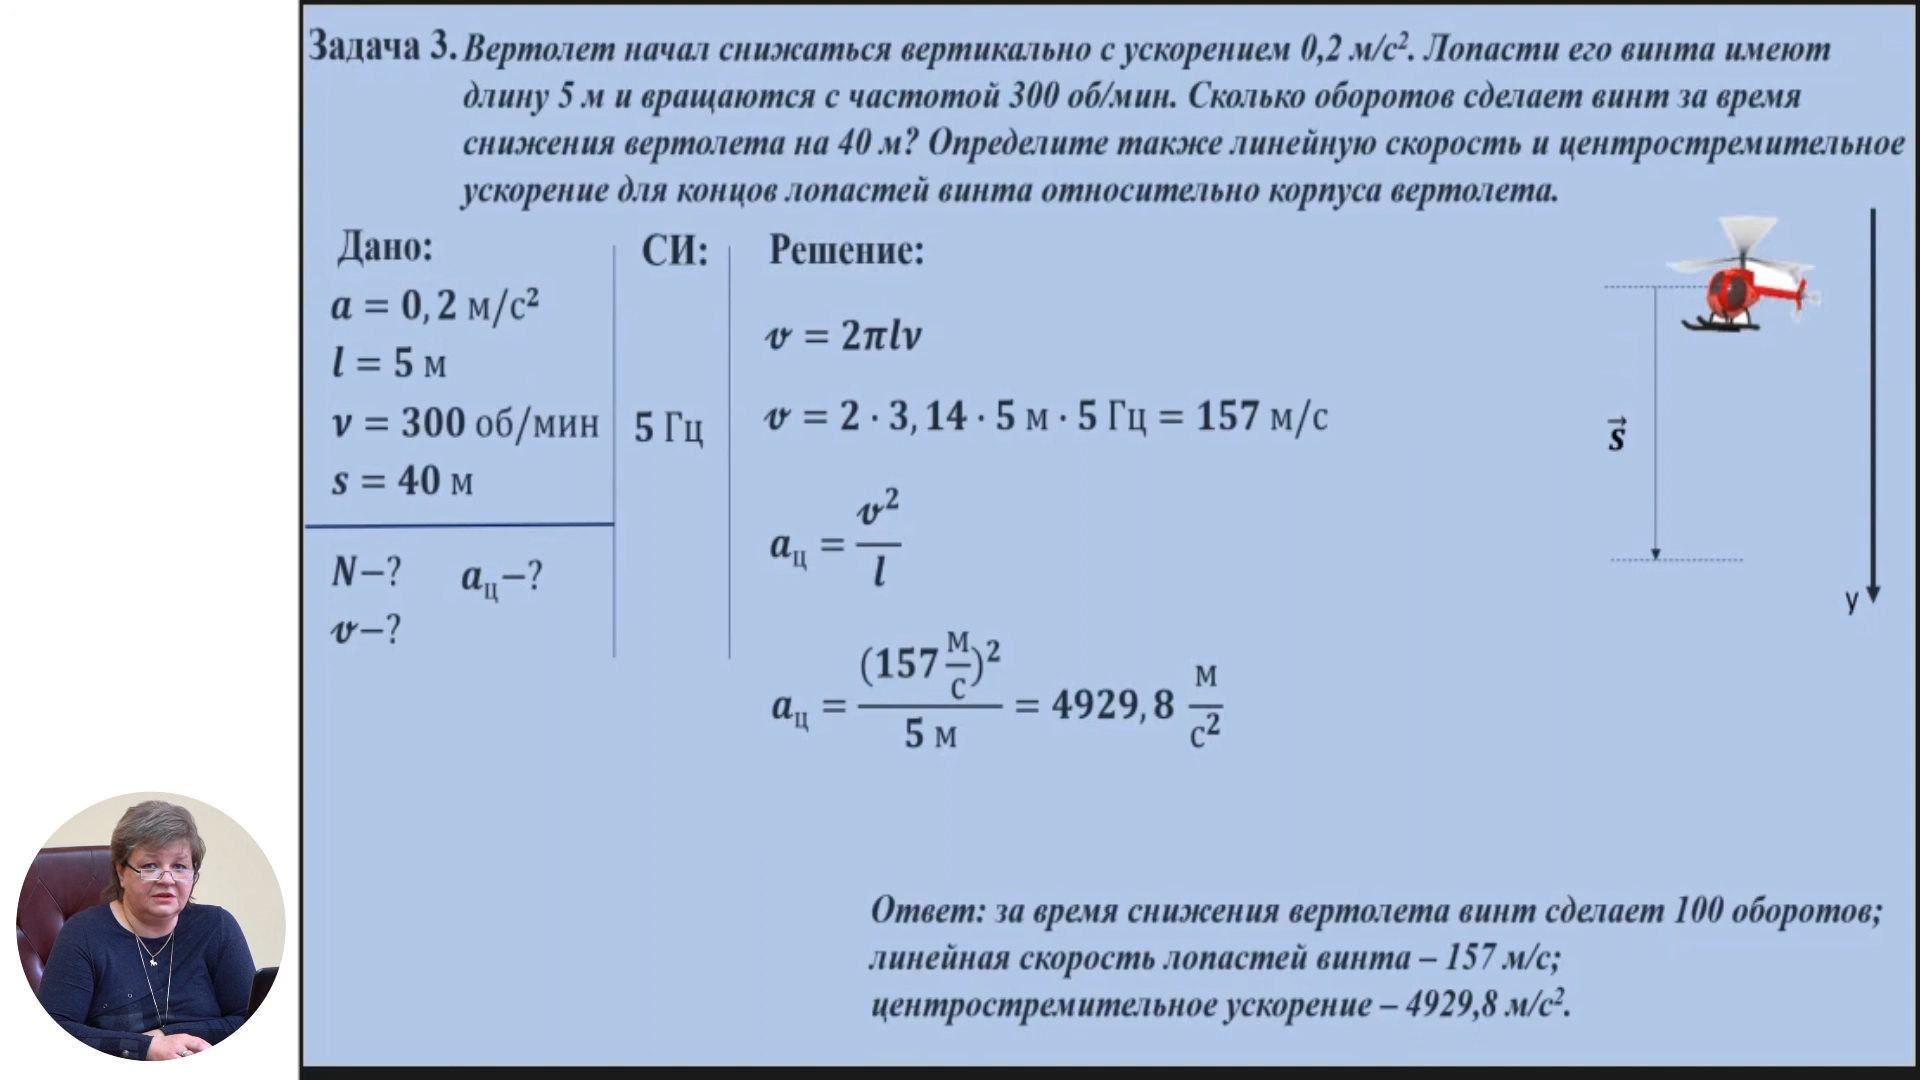 Задача 3. Вертолет начал снижаться вертикально с ускорением 0,2 м/с². Лопасти его винта имеют
длину 5 м и вращаются с частотой 300 об/мин. Сколько оборотов сделает винт за время
снижения вертолета на 40 м? Определите также линейную скорость и центростремительное
ускорение для концов лопастей винта относительно корпуса вертолета.
Дано:
a = 0,2 м/с²
l = 5 м
ν = 300 об/мин
s = 40 м
N–? aц–?
v–?
СИ:
5 Гц
Решение:
v = 2πlν
v = 2 · 3,14 · 5 м · 5 Гц = 157 м/с
aц = v²/l
aц = (157 м/с)²/5 м = 4929,8 м/с²
s⃗
y
Ответ: за время снижения вертолета винт сделает 100 оборотов;
линейная скорость лопастей винта – 157 м/с;
центростремительное ускорение – 4929,8 м/с².